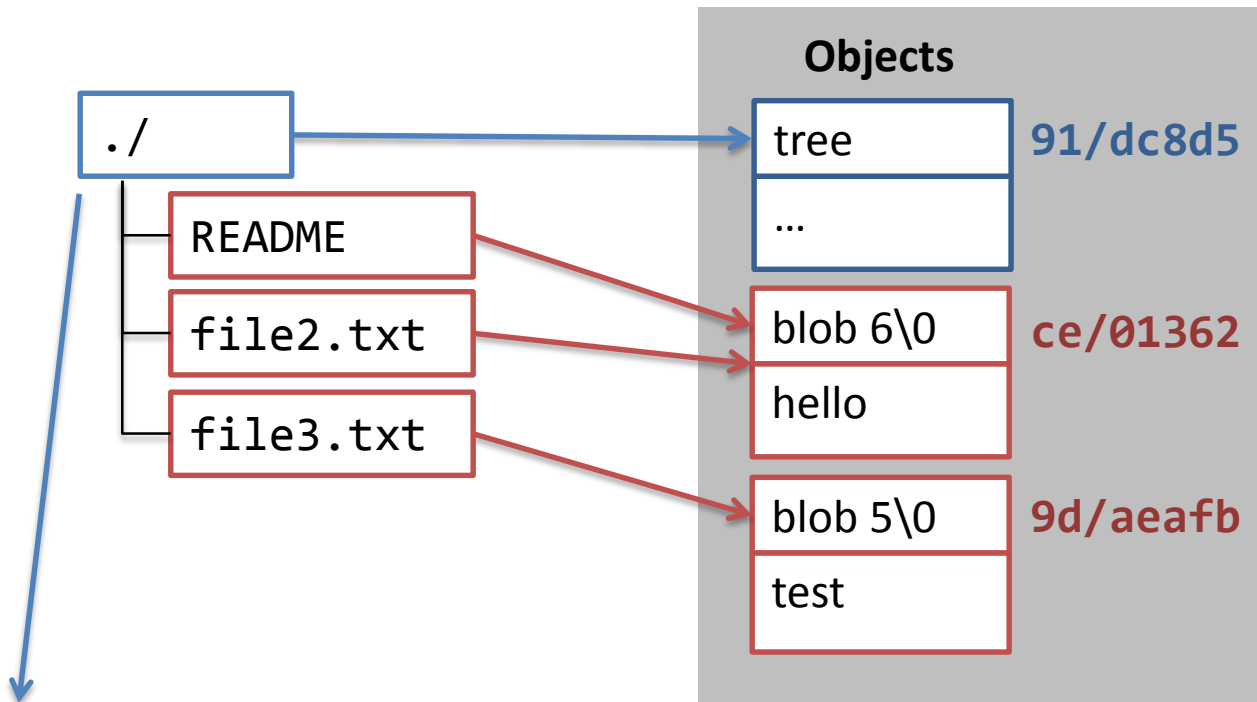 Objects
./
tree
91/dc8d5
...
README
file2.txt
file3.txt
blob 6\0
ce/01362
hello
blob 5\0
9d/aeafb
test